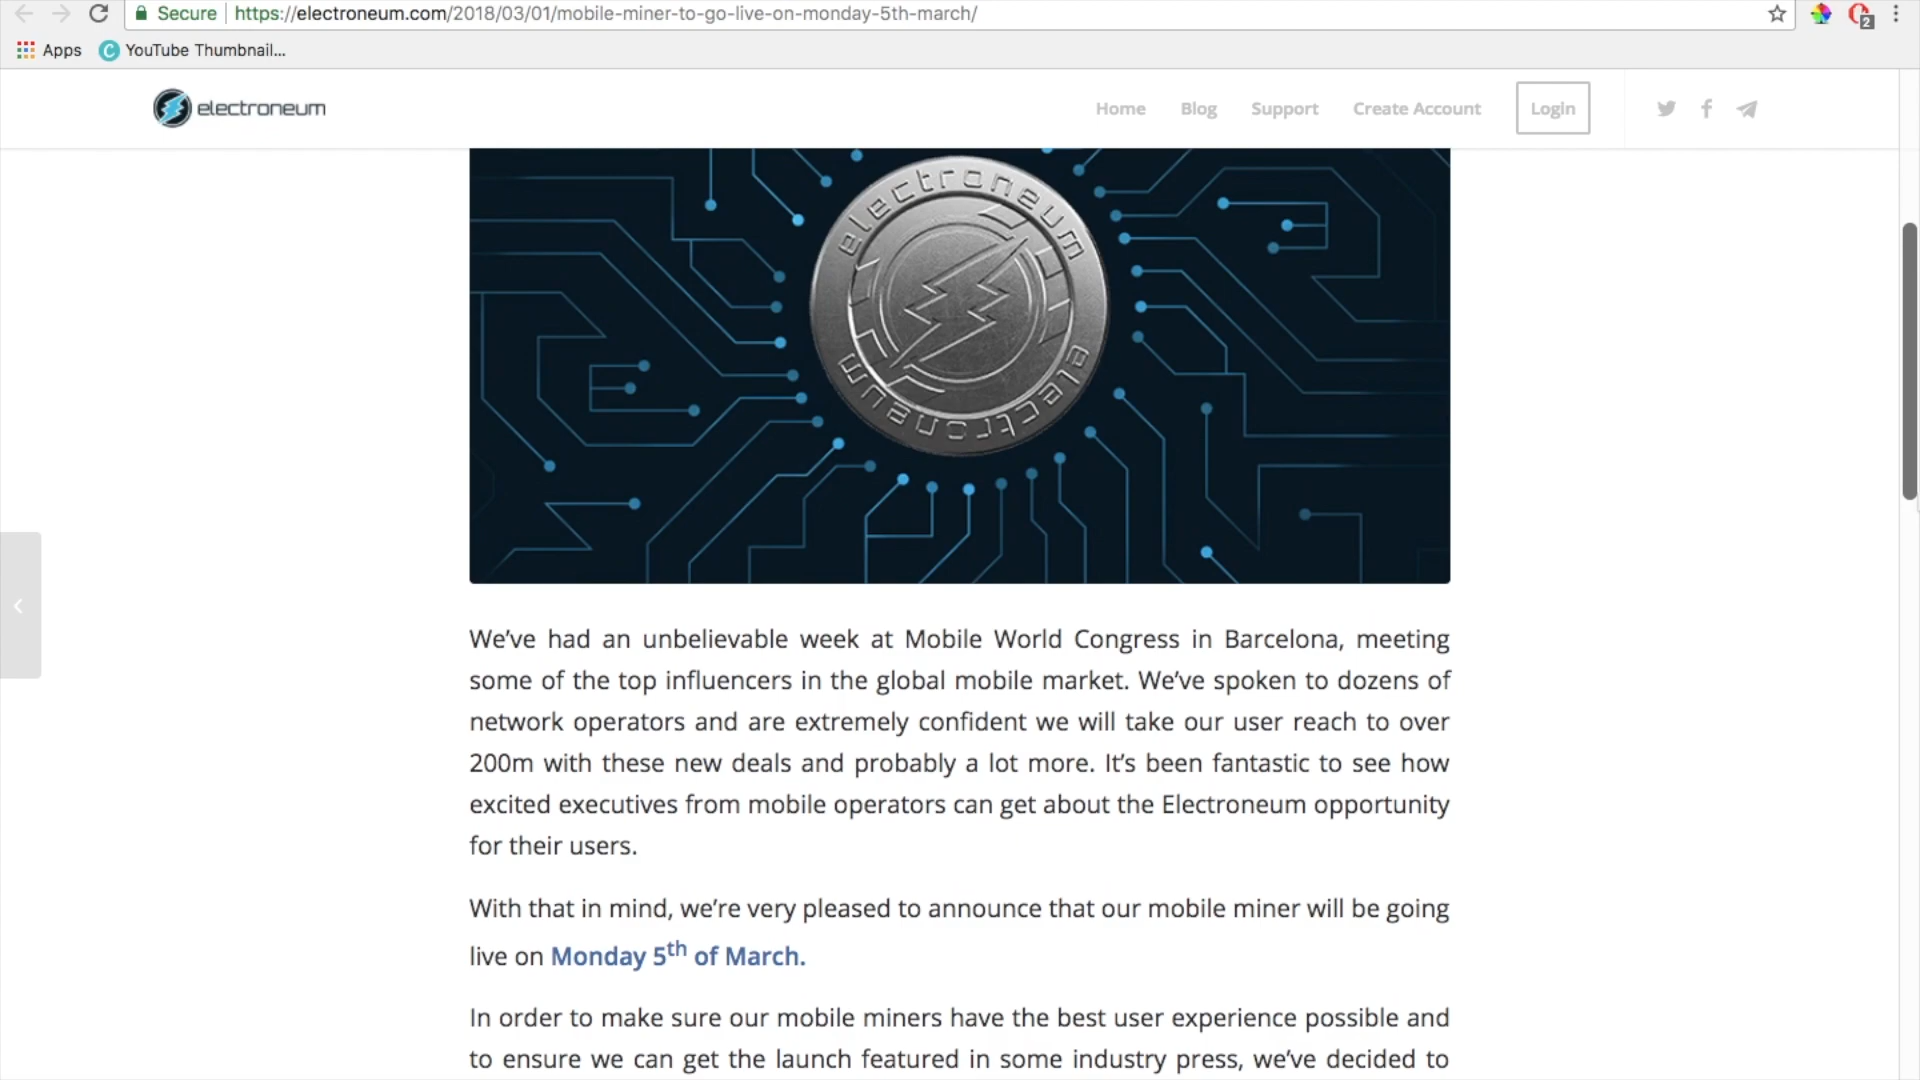 Secure https://electroneum.com/2018/03/01/mobile-miner-to-go-live-on-monday-5th-march/
2
Apps YouTube Thumbnail...
electroneum Home Blog Support Create Account Login
electroneum
electroneum
We’ve had an unbelievable week at Mobile World Congress in Barcelona, meeting
some of the top influencers in the global mobile market. We’ve spoken to dozens of
network operators and are extremely confident we will take our user reach to over
200m with these new deals and probably a lot more. It’s been fantastic to see how
excited executives from mobile operators can get about the Electroneum opportunity
for their users.
With that in mind, we’re very pleased to announce that our mobile miner will be going
live on Monday 5th of March.
In order to make sure our mobile miners have the best user experience possible and
to ensure we can get the launch featured in some industry press, we’ve decided to